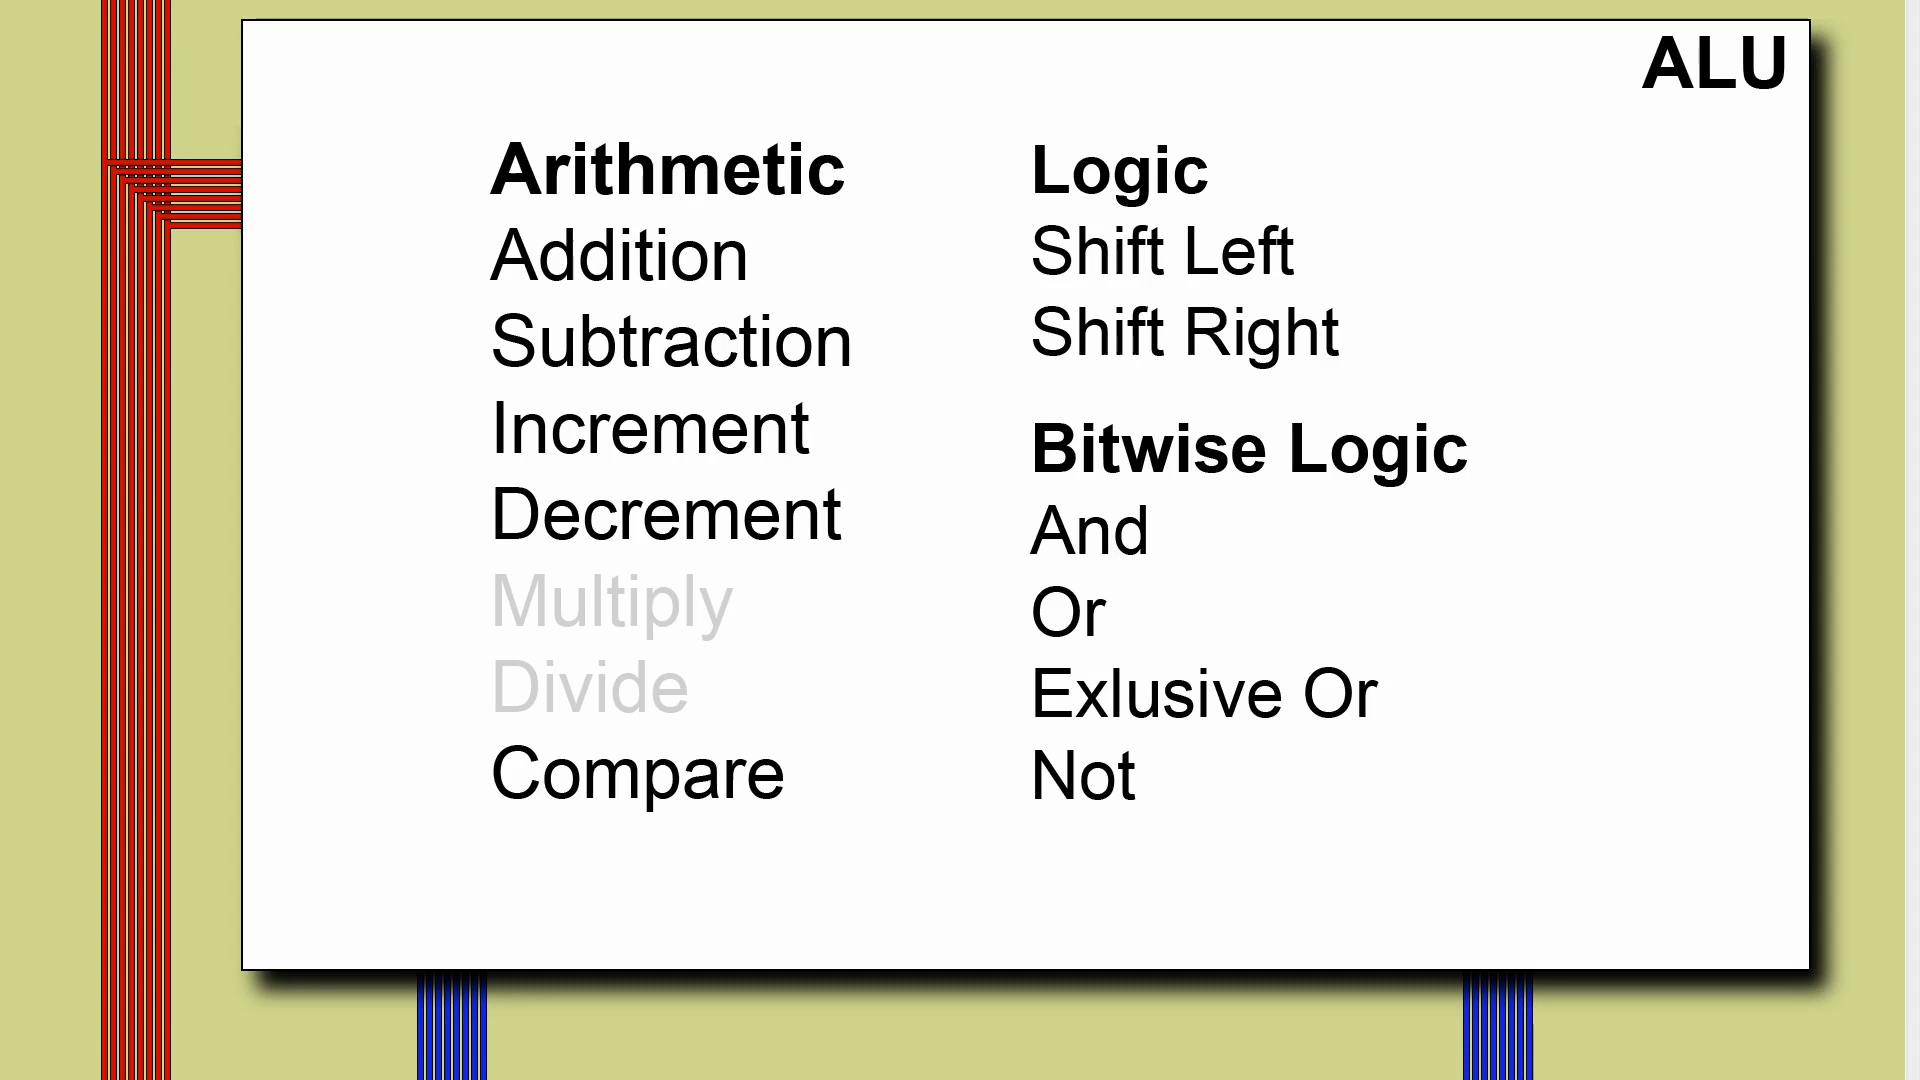 ALU
Arithmetic
Addition
Subtraction
Increment
Decrement
Multiply
Divide
Compare
Logic
Shift Left
Shift Right
Bitwise Logic
And
Or
Exlusive Or
Not